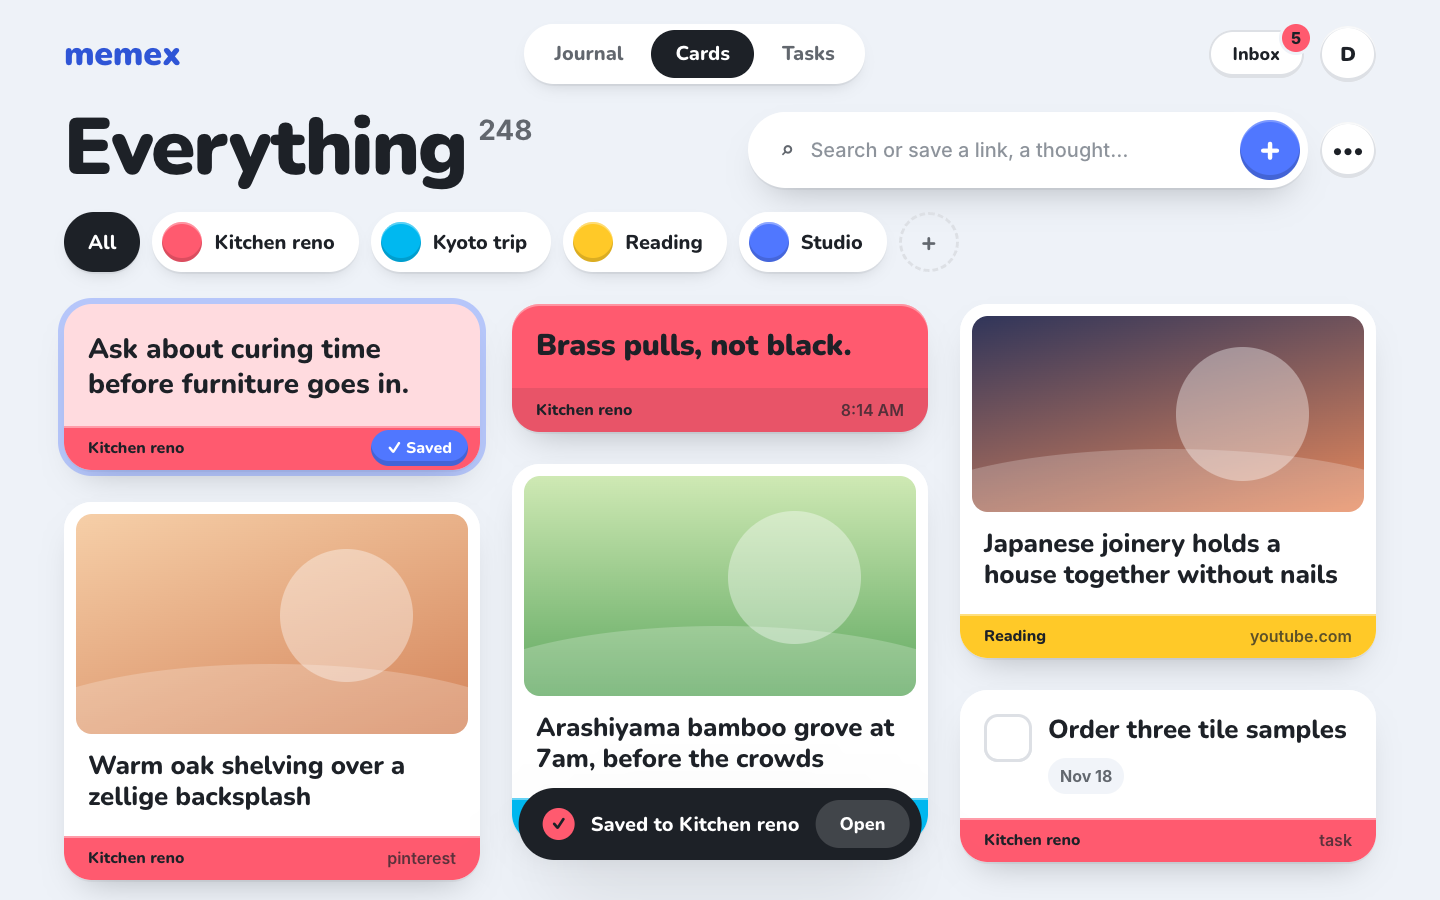 memex
Journal
Cards
Tasks
Inbox
5
D
Everything
248
Search or save a link, a thought...
All
Kitchen reno
Kyoto trip
Reading
Studio
Ask about curing time
before furniture goes in.
Kitchen reno
✓ Saved
Warm oak shelving over a
zellige backsplash
Kitchen reno
pinterest
Brass pulls, not black.
Kitchen reno
8:14 AM
Arashiyama bamboo grove at
7am, before the crowds
Saved to Kitchen reno
Open
Japanese joinery holds a
house together without nails
Reading
youtube.com
Order three tile samples
Nov 18
Kitchen reno
task